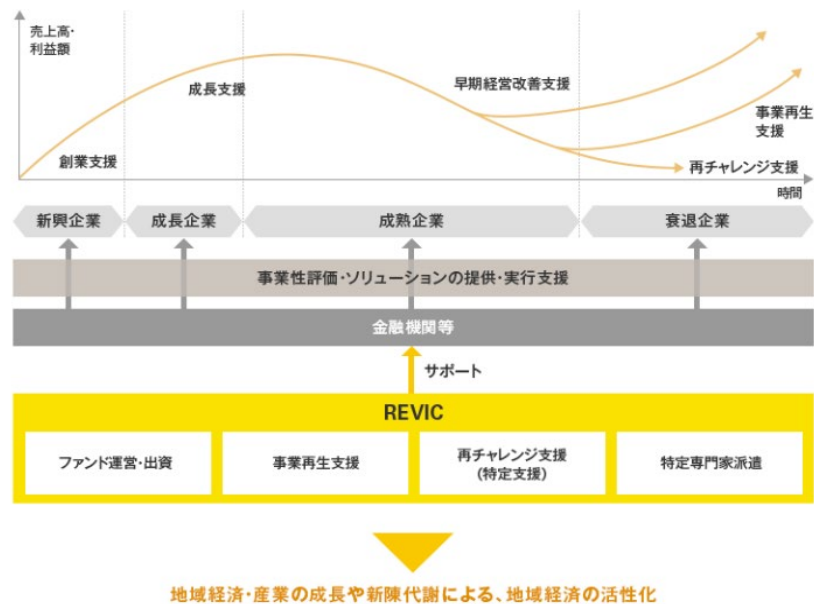 売上高・
利益額
成長支援
早期経営改善支援
事業再生
支援
創業支援
再チャレンジ支援
時間
新興企業
成長企業
成熟企業
衰退企業
事業性評価・ソリューションの提供・実行支援
金融機関等
サポート
REVIC
ファンド運営・出資
事業再生支援
再チャレンジ支援
(特定支援)
特定専門家派遣
地域経済・産業の成長や新陳代謝による、地域経済の活性化